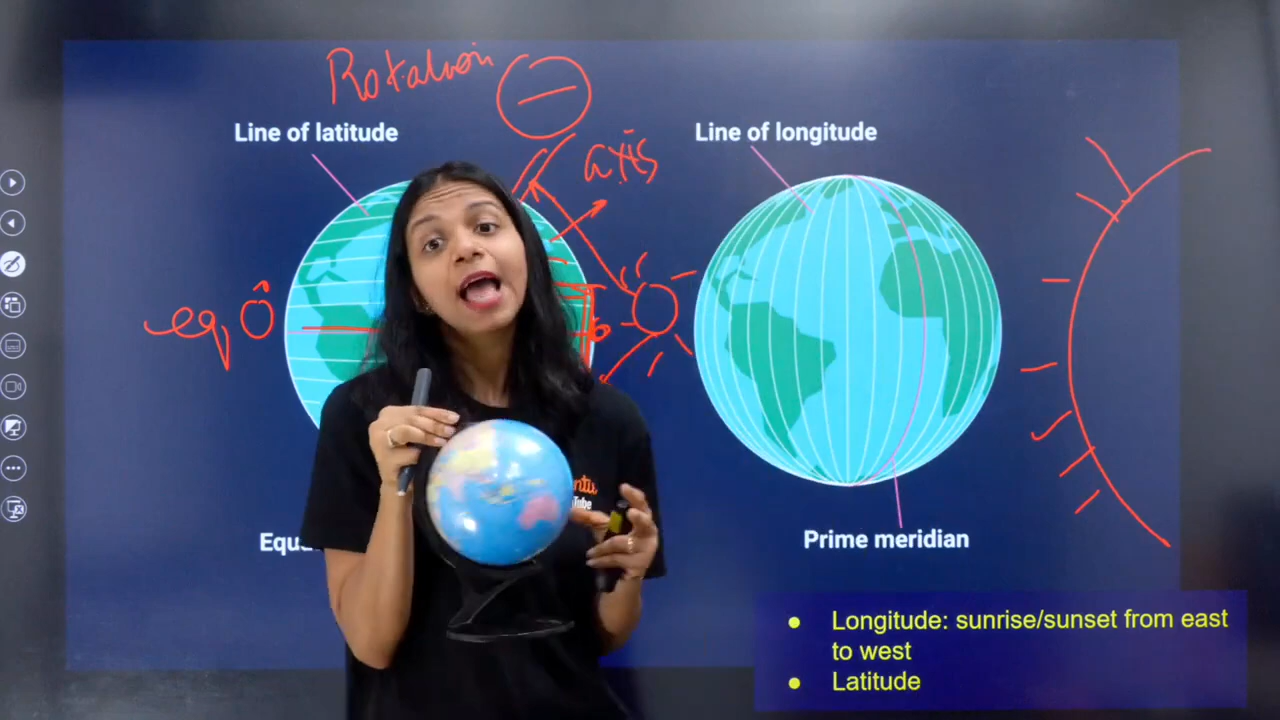 Rotation
Line of latitude
axis
Line of longitude
eq
Equa
Prime meridian
● Longitude: sunrise/sunset from east
to west
● Latitude